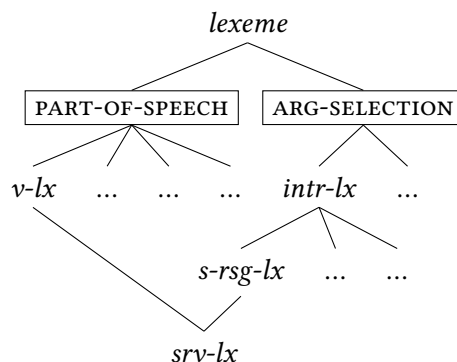 lexeme
PART-OF-SPEECH ARG-SELECTION
v-lx ... ... ... intr-lx ...
s-rsg-lx ... ...
srv-lx